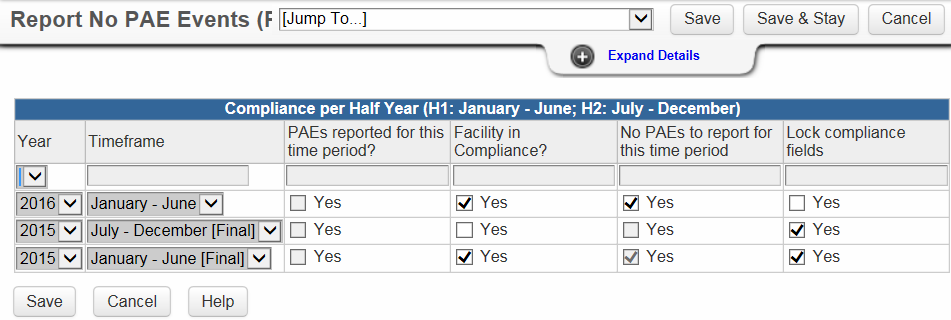 Report No PAE Events (F [Jump To...] Save Save & Stay Cancel
Expand Details
Compliance per Half Year (H1: January - June; H2: July - December)
Year Timeframe PAEs reported for this time period? Facility in Compliance? No PAEs to report for this time period Lock compliance fields
2016 January - June Yes Yes Yes Yes
2015 July - December [Final] Yes Yes Yes Yes
2015 January - June [Final] Yes Yes Yes Yes
Save Cancel Help